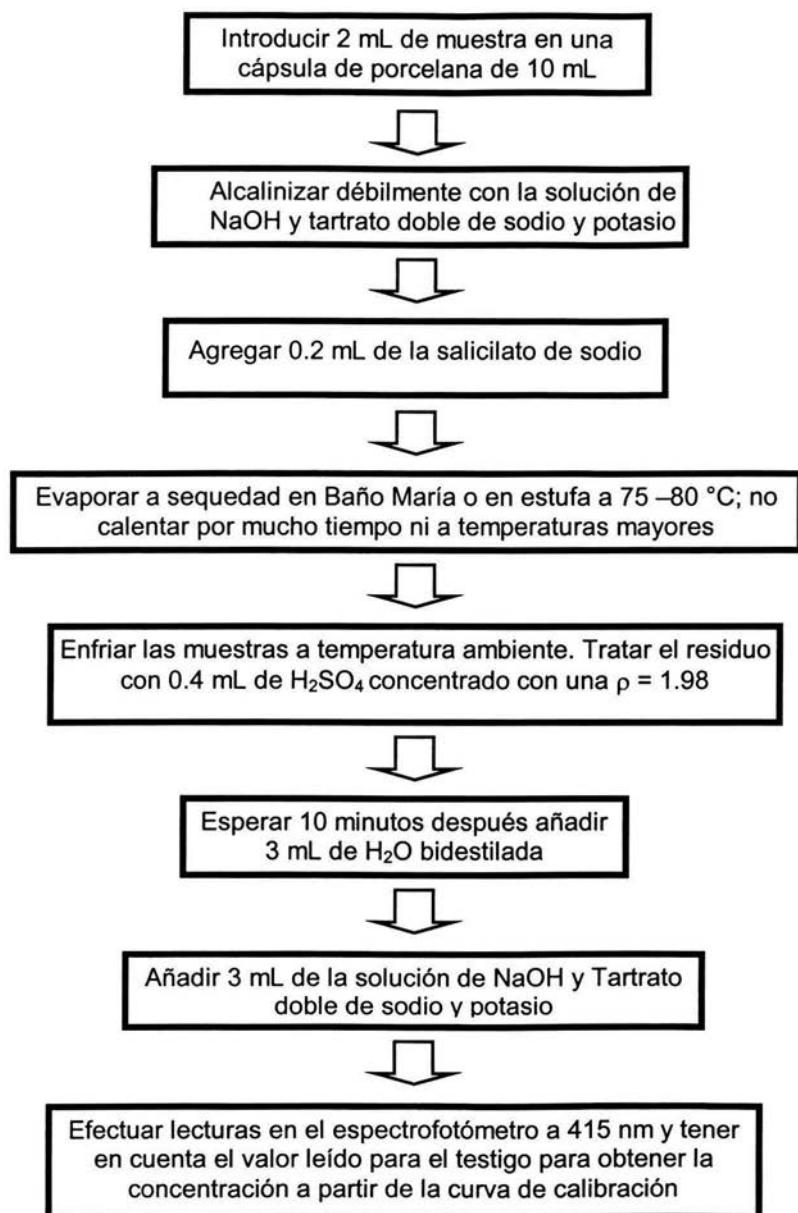 Introducir 2 mL de muestra en una
cápsula de porcelana de 10 mL
Alcalinizar débilmente con la solución de
NaOH y tartrato doble de sodio y potasio
Agregar 0.2 mL de la salicilato de sodio
Evaporar a sequedad en Baño María o en estufa a 75 –80 °C; no
calentar por mucho tiempo ni a temperaturas mayores
Enfriar las muestras a temperatura ambiente. Tratar el residuo
con 0.4 mL de H₂SO₄ concentrado con una ρ = 1.98
Esperar 10 minutos después añadir
3 mL de H₂O bidestilada
Añadir 3 mL de la solución de NaOH y Tartrato
doble de sodio y potasio
Efectuar lecturas en el espectrofotómetro a 415 nm y tener
en cuenta el valor leído para el testigo para obtener la
concentración a partir de la curva de calibración